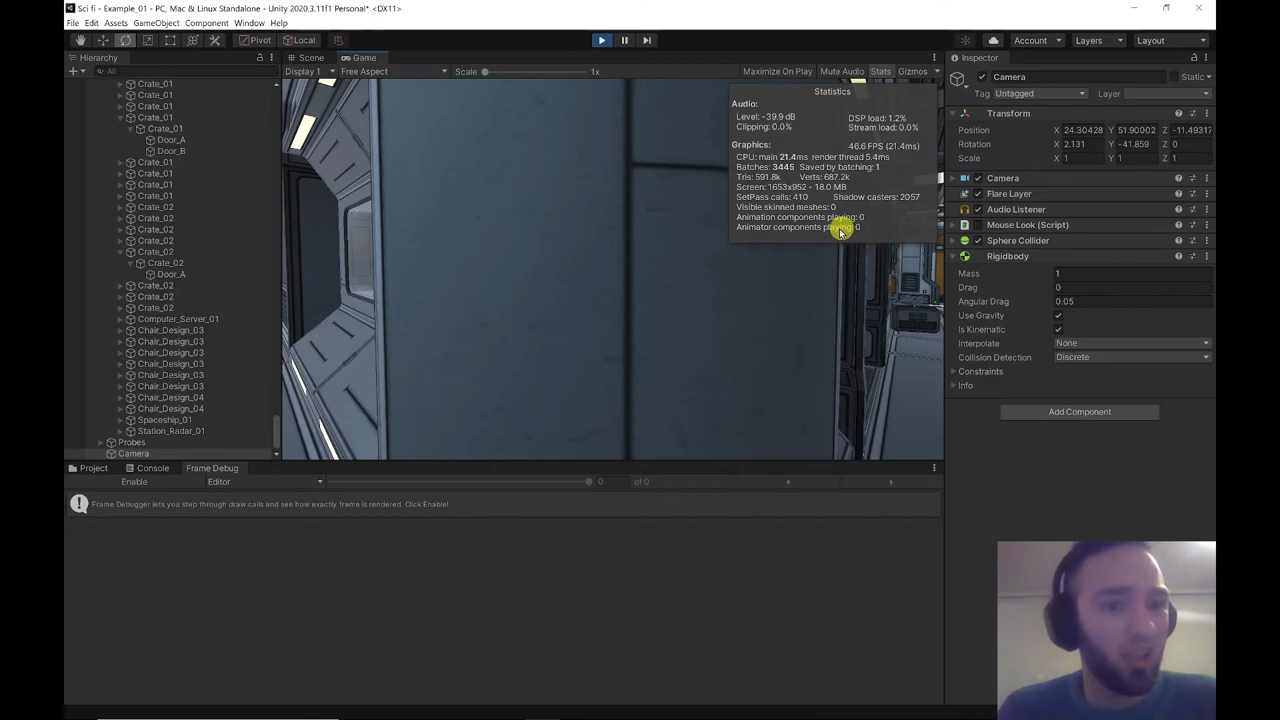 Sci fi - Example_01 - PC, Mac & Linux Standalone - Unity 2020.3.11f1 Personal* <DX11>
File Edit Assets GameObject Component Window Help
Pivot Local
Account Layers Layout
Hierarchy
All
Crate_01
Crate_01
Crate_01
Crate_01
Crate_01
Door_A
Door_B
Crate_01
Crate_01
Crate_01
Crate_01
Crate_02
Crate_02
Crate_02
Crate_02
Crate_02
Door_A
Crate_02
Crate_02
Crate_02
Computer_Server_01
Chair_Design_03
Chair_Design_03
Chair_Design_03
Chair_Design_03
Chair_Design_03
Chair_Design_03
Chair_Design_04
Chair_Design_04
Spaceship_01
Station_Radar_01
Probes
Camera
Scene Game
Display 1 Free Aspect Scale 1x Maximize On Play Mute Audio Stats Gizmos
Statistics
Audio:
Level: -39.9 dB DSP load: 1.2%
Clipping: 0.0% Stream load: 0.0%
Graphics: 46.6 FPS (21.4ms)
CPU: main 21.4ms render thread 5.4ms
Batches: 3445 Saved by batching: 1
Tris: 591.8k Verts: 687.2k
Screen: 1653x952 - 18.0 MB
SetPass calls: 410 Shadow casters: 2057
Visible skinned meshes: 0
Animation components playing: 0
Animator components playing: 0
Inspector
Camera Static
Tag Untagged Layer
Transform
Position X 24.30428 Y 51.90002 Z -11.49317
Rotation X 2.131 Y -41.859 Z 0
Scale X 1 Y 1 Z 1
Camera
Flare Layer
Audio Listener
Mouse Look (Script)
Sphere Collider
Rigidbody
Mass 1
Drag 0
Angular Drag 0.05
Use Gravity
Is Kinematic
Interpolate None
Collision Detection Discrete
Constraints
Info
Add Component
Project Console Frame Debug
Enable Editor 0 of 0
Frame Debugger lets you step through draw calls and see how exactly frame is rendered. Click Enable!